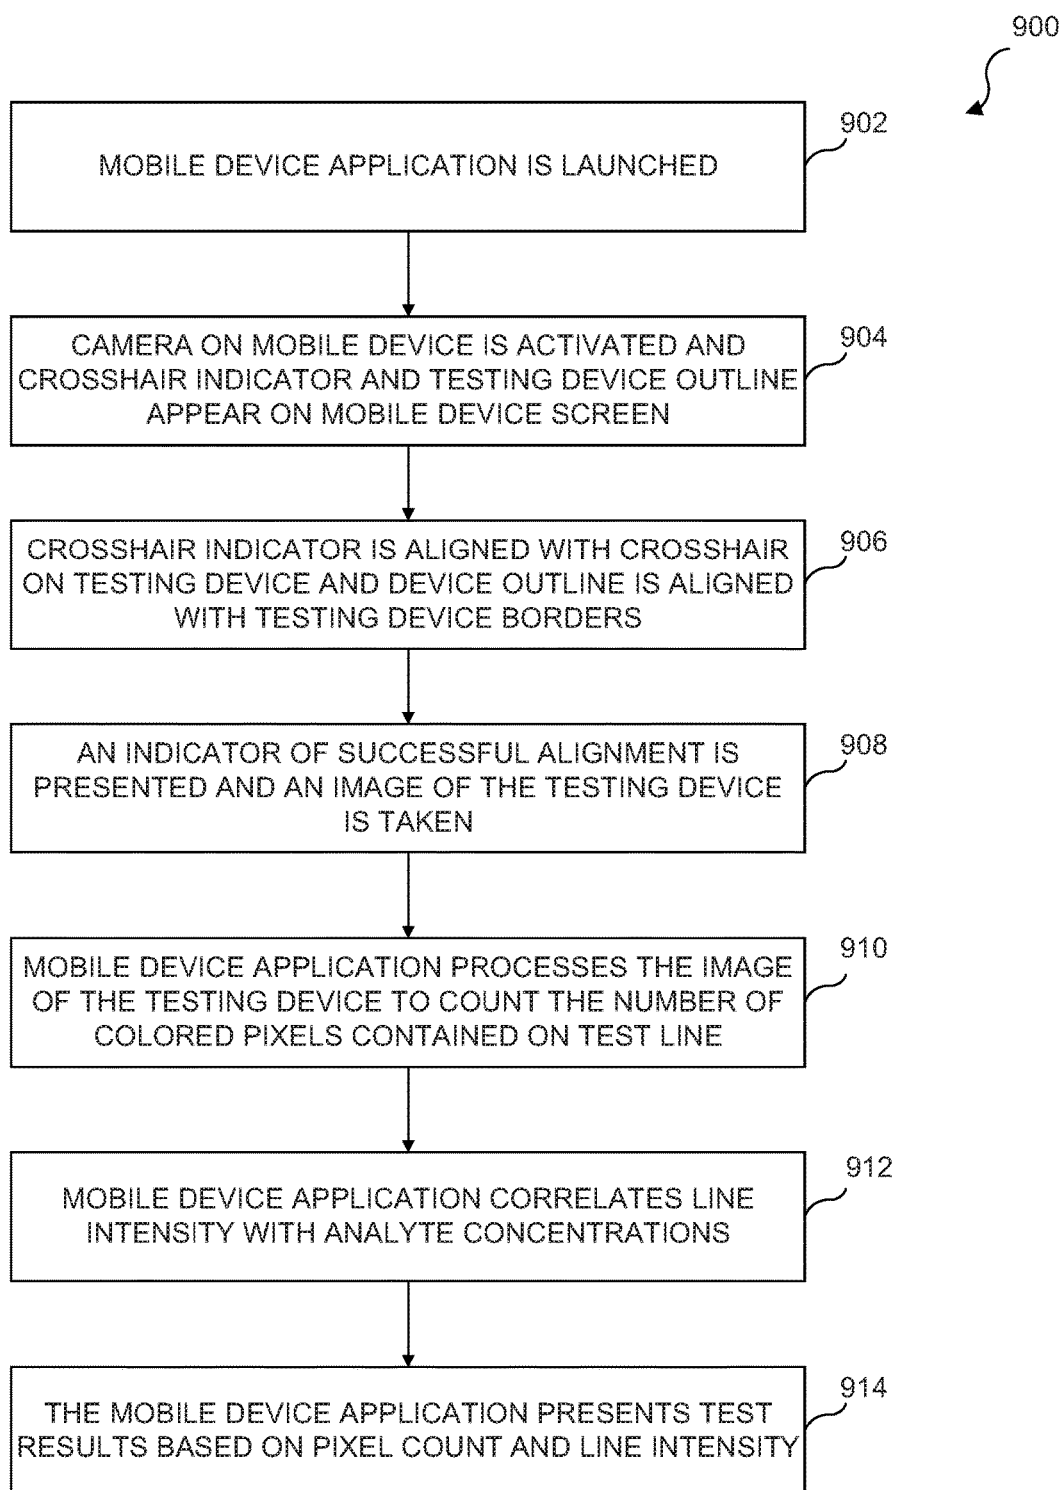 900
902
MOBILE DEVICE APPLICATION IS LAUNCHED
904
CAMERA ON MOBILE DEVICE IS ACTIVATED AND
CROSSHAIR INDICATOR AND TESTING DEVICE OUTLINE
APPEAR ON MOBILE DEVICE SCREEN
906
CROSSHAIR INDICATOR IS ALIGNED WITH CROSSHAIR
ON TESTING DEVICE AND DEVICE OUTLINE IS ALIGNED
WITH TESTING DEVICE BORDERS
908
AN INDICATOR OF SUCCESSFUL ALIGNMENT IS
PRESENTED AND AN IMAGE OF THE TESTING DEVICE
IS TAKEN
910
MOBILE DEVICE APPLICATION PROCESSES THE IMAGE
OF THE TESTING DEVICE TO COUNT THE NUMBER OF
COLORED PIXELS CONTAINED ON TEST LINE
912
MOBILE DEVICE APPLICATION CORRELATES LINE
INTENSITY WITH ANALYTE CONCENTRATIONS
914
THE MOBILE DEVICE APPLICATION PRESENTS TEST
RESULTS BASED ON PIXEL COUNT AND LINE INTENSITY